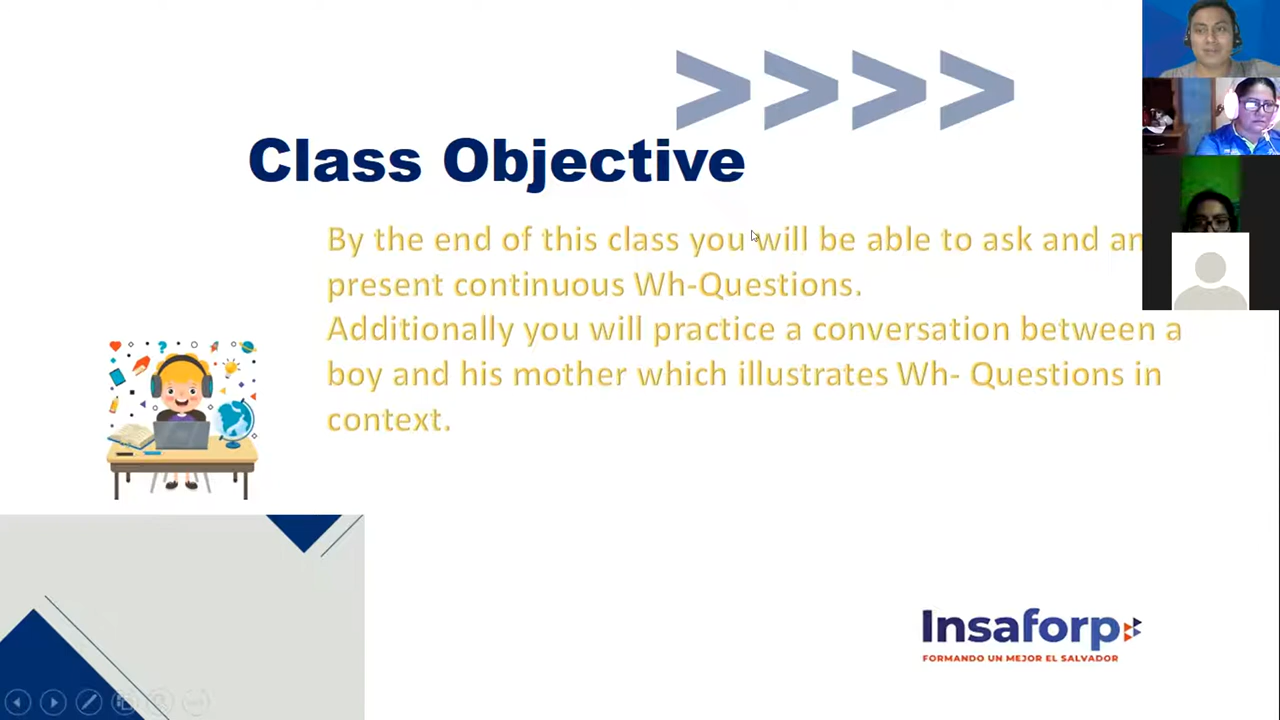 Class Objective
By the end of this class you will be able to ask and
present continuous Wh-Questions.
Additionally you will practice a conversation between a
boy and his mother which illustrates Wh- Questions in
context.
Insaforp
FORMANDO UN MEJOR EL SALVADOR